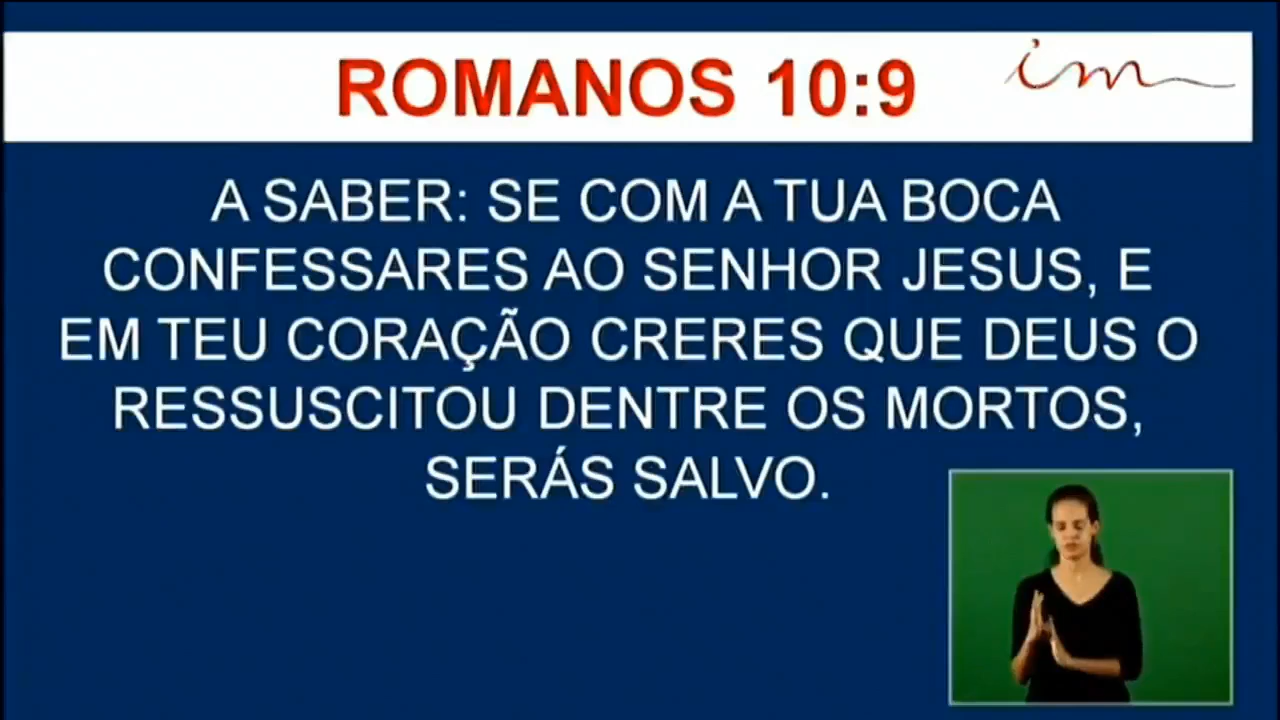 ROMANOS 10:9
im
A SABER: SE COM A TUA BOCA
CONFESSARES AO SENHOR JESUS, E
EM TEU CORAÇÃO CRERES QUE DEUS O
RESSUSCITOU DENTRE OS MORTOS,
SERÁS SALVO.